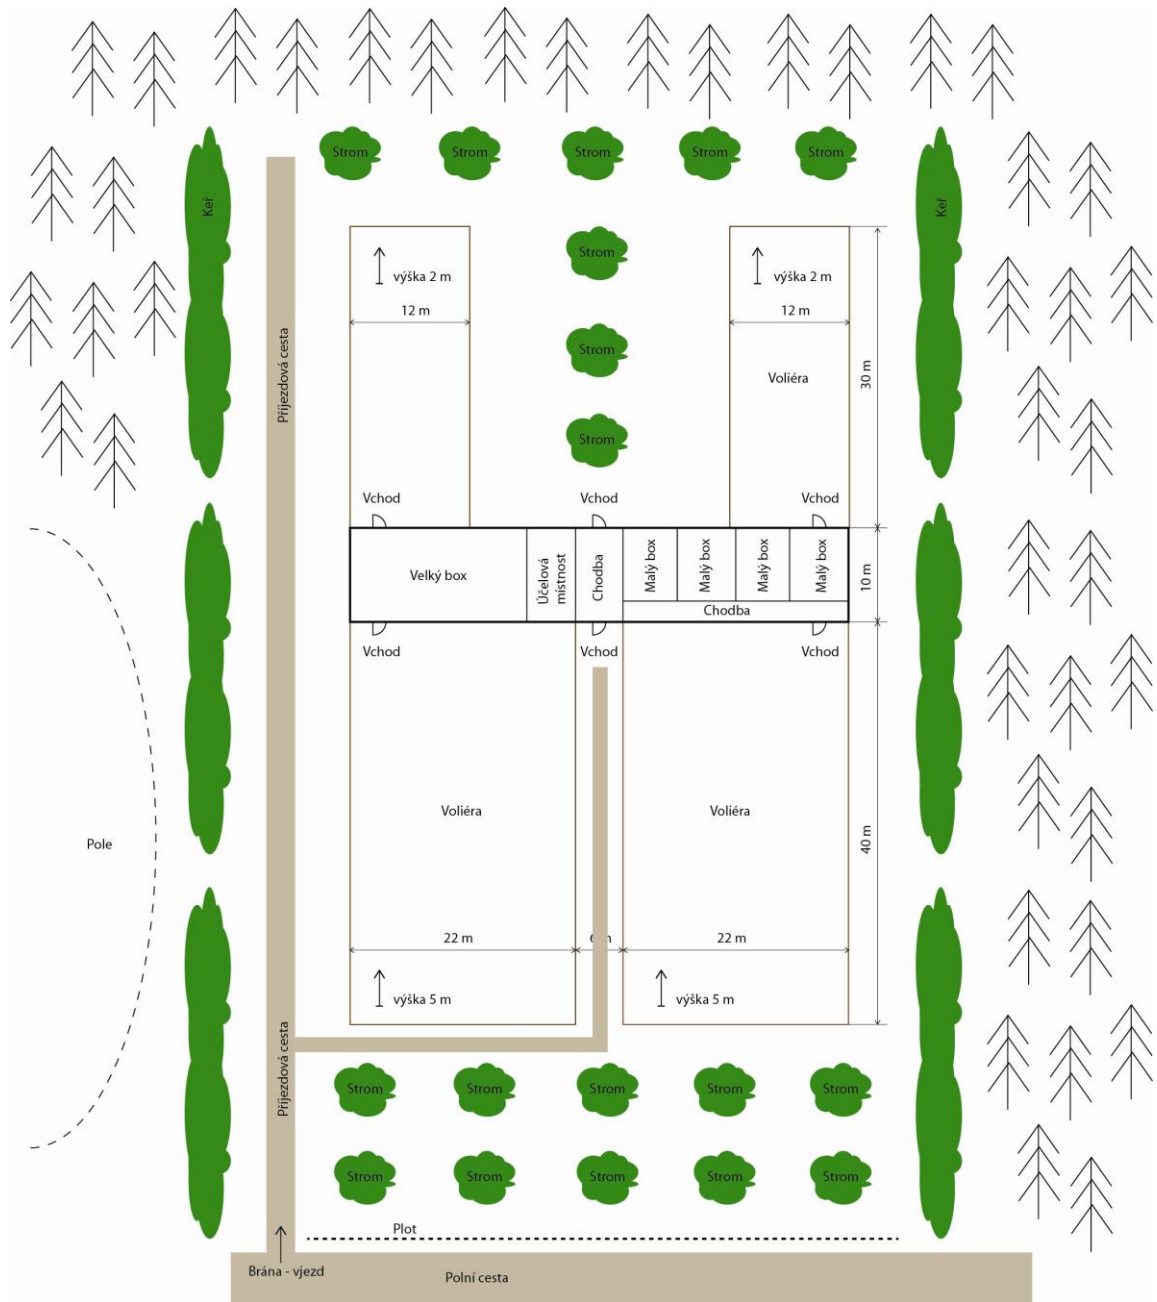 Strom
Strom
Strom
Strom
Strom
Keř
Keř
Strom
výška 2 m
výška 2 m
12 m
12 m
Příjezdová cesta
Strom
Voliéra
30 m
Strom
Vchod
Vchod
Vchod
Velký box
Účelová
místnost
Chodba
Malý box
Malý box
Malý box
Malý box
10 m
Chodba
Vchod
Vchod
Vchod
Voliéra
Voliéra
Pole
40 m
22 m
22 m
výška 5 m
výška 5 m
Příjezdová cesta
Strom
Strom
Strom
Strom
Strom
Strom
Strom
Strom
Strom
Strom
Plot
Brána - vjezd
Polní cesta